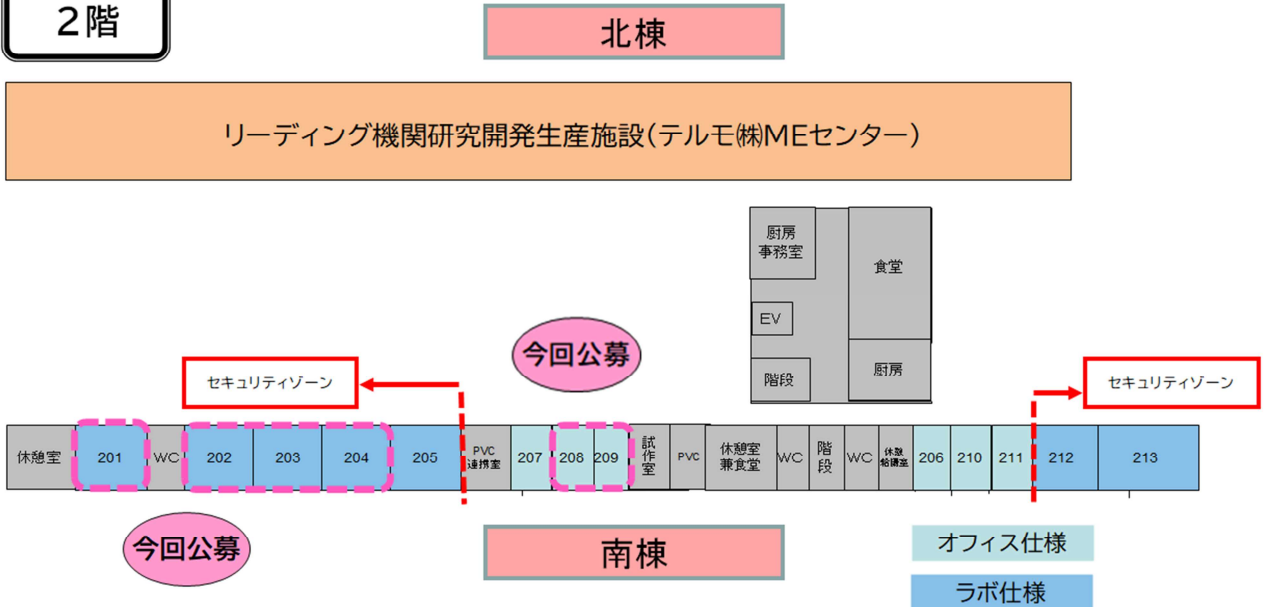 2階
北棟
リーディング機関研究開発生産施設(テルモ㈱MEセンター)
厨房
事務室
食堂
EV
階段
厨房
今回公募
セキュリティゾーン
セキュリティゾーン
休憩室
201
WC
202
203
204
205
PVC
連携室
207
208
209
試作室
PVC
休憩室
兼食堂
WC
階段
WC
206
210
211
212
213
今回公募
南棟
オフィス仕様
ラボ仕様